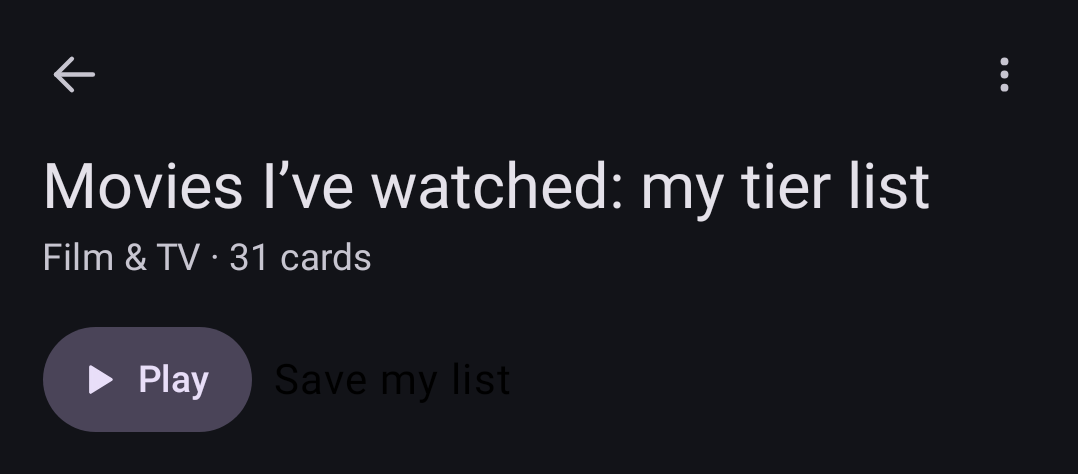 Movies I’ve watched: my tier list
Film & TV · 31 cards
Play
Save my list